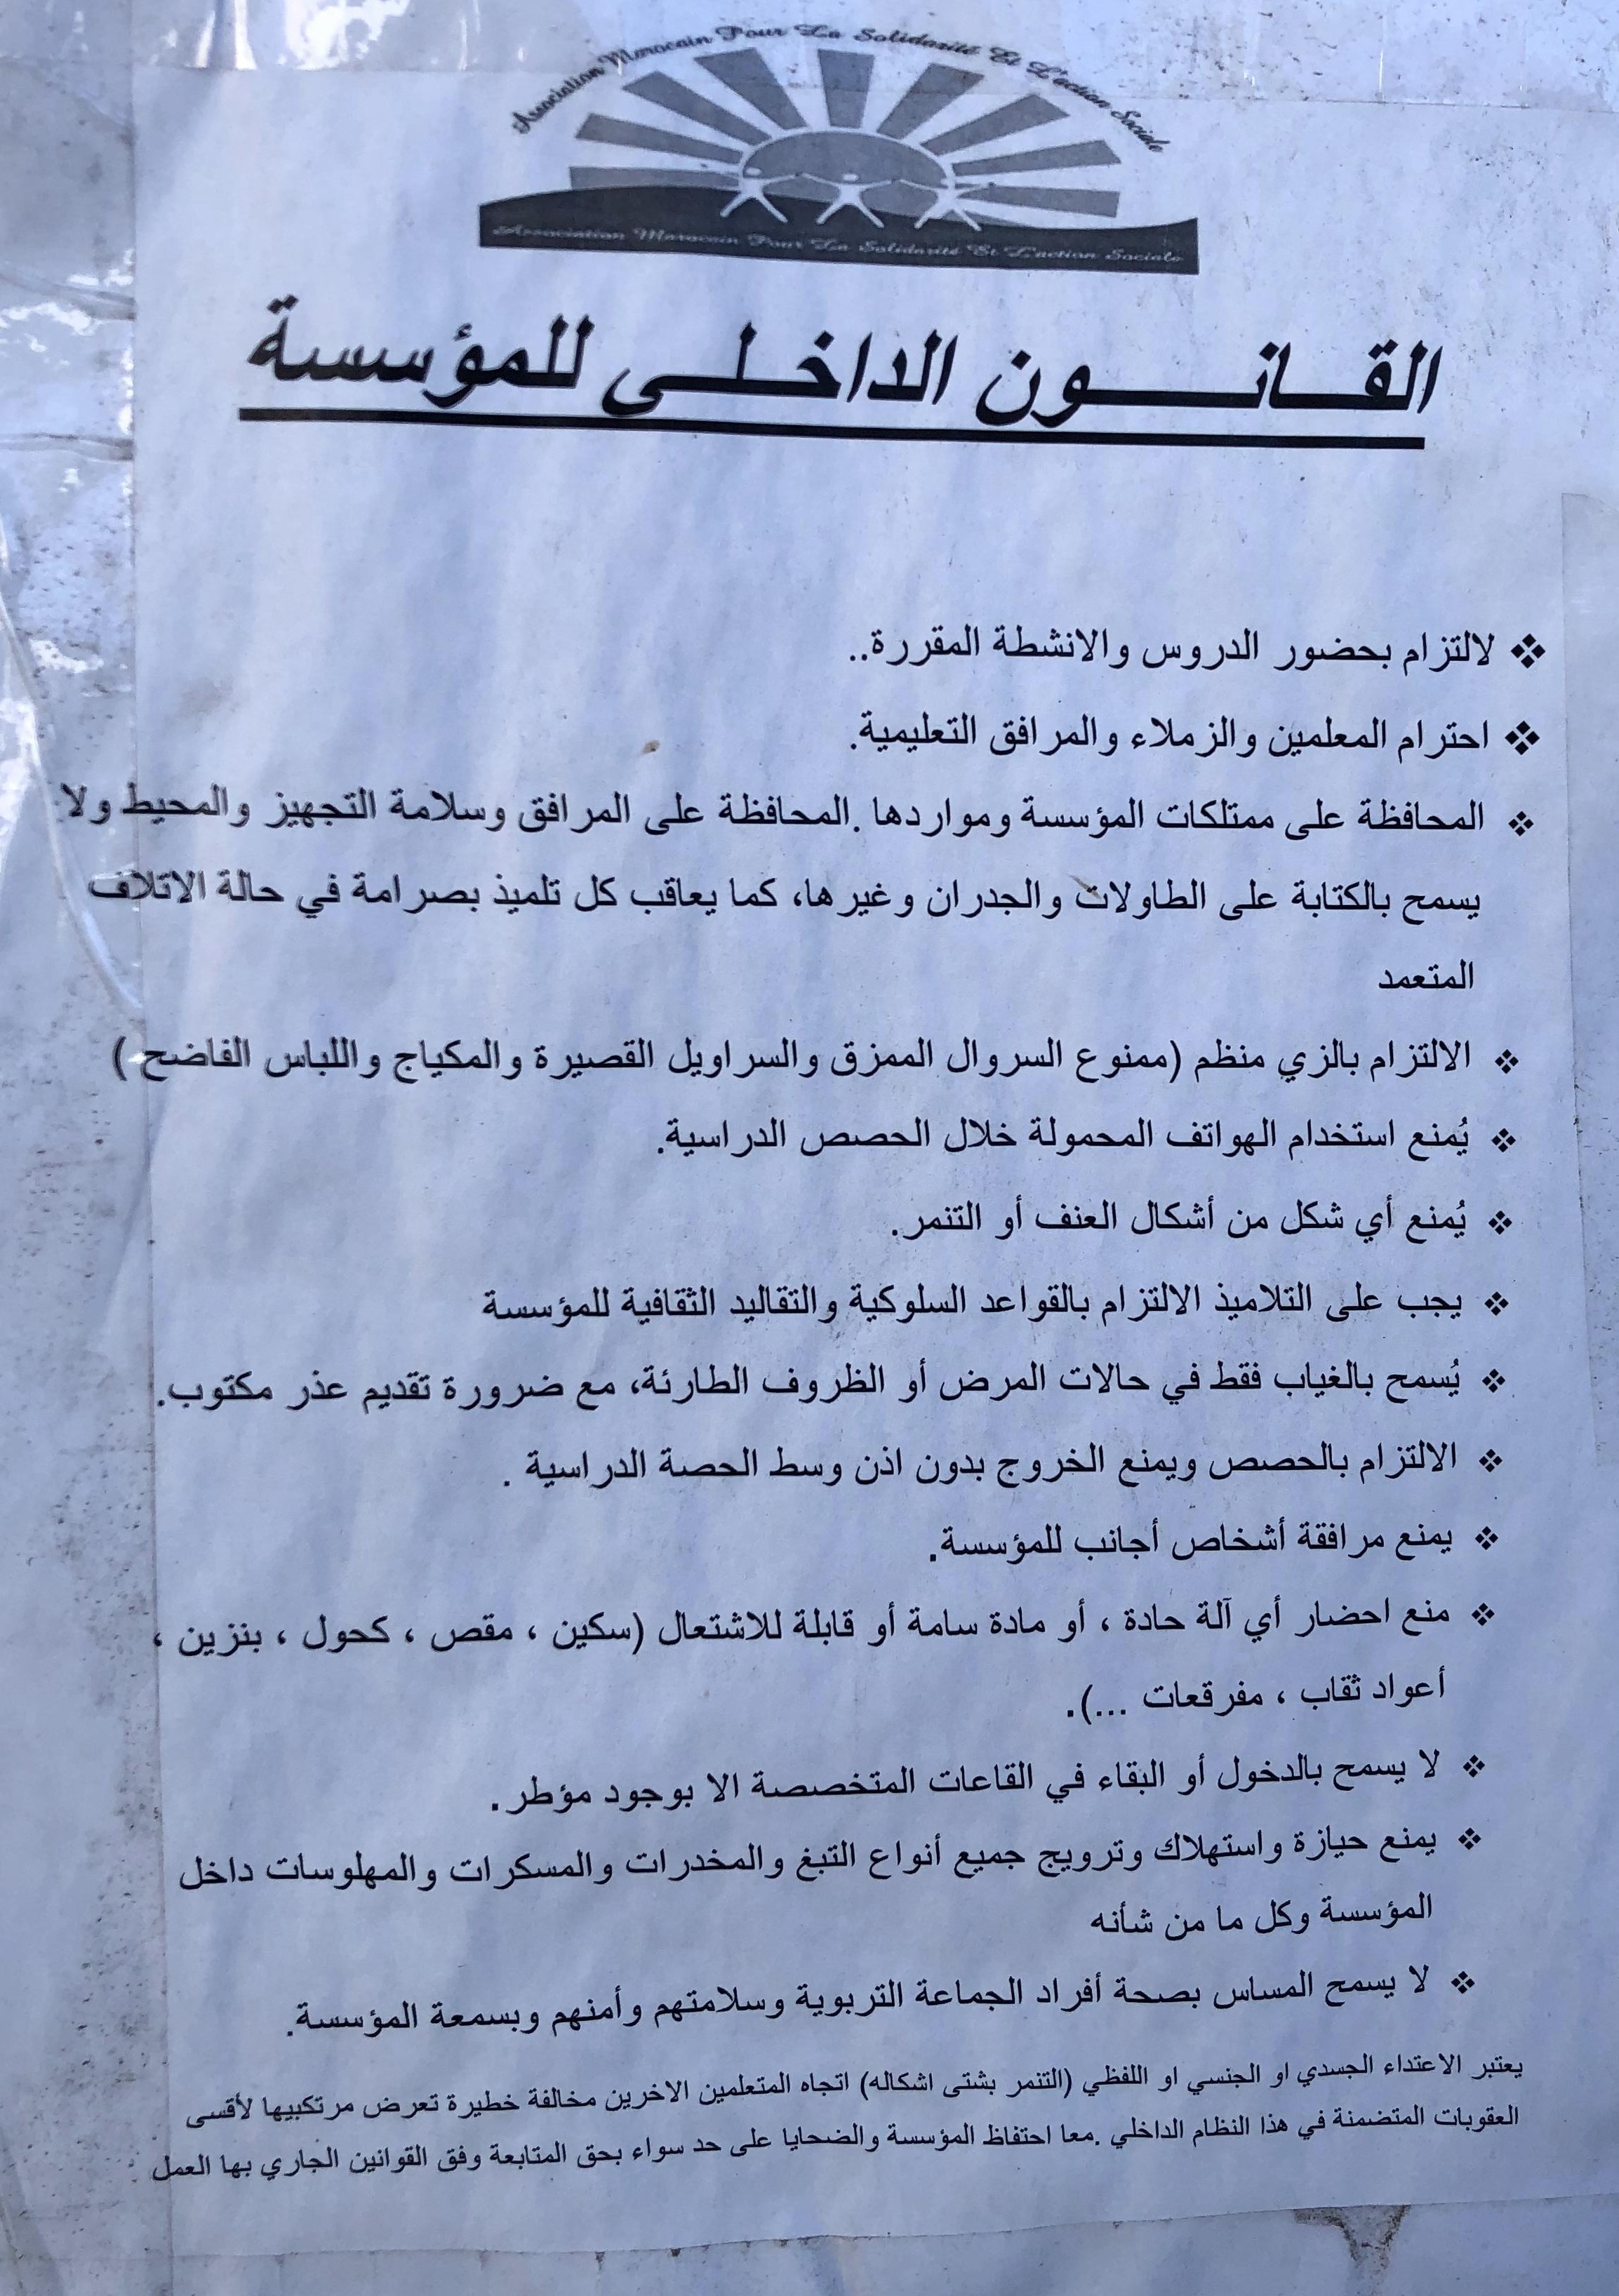 Association Marocain Pour La Solidarité Et L'action Sociale
Association Marocain Pour La Solidarité Et L'action Sociale
القانون الداخلي للمؤسسة
❖ لالتزام بحضور الدروس والانشطة المقررة..
❖ احترام المعلمين والزملاء والمرافق التعليمية.
❖ المحافظة على ممتلكات المؤسسة ومواردها .المحافظة على المرافق وسلامة التجهيز والمحيط ولا
يسمح بالكتابة على الطاولات والجدران وغيرها، كما يعاقب كل تلميذ بصرامة في حالة الاتلاف
المتعمد
❖ الالتزام بالزي منظم (ممنوع السروال الممزق والسراويل القصيرة والمكياج واللباس الفاضح )
❖ يُمنع استخدام الهواتف المحمولة خلال الحصص الدراسية.
❖ يُمنع أي شكل من أشكال العنف أو التنمر.
❖ يجب على التلاميذ الالتزام بالقواعد السلوكية والتقاليد الثقافية للمؤسسة
❖ يُسمح بالغياب فقط في حالات المرض أو الظروف الطارئة، مع ضرورة تقديم عذر مكتوب.
❖ الالتزام بالحصص ويمنع الخروج بدون اذن وسط الحصة الدراسية .
❖ يمنع مرافقة أشخاص أجانب للمؤسسة.
❖ منع احضار أي آلة حادة ، أو مادة سامة أو قابلة للاشتعال (سكين ، مقص ، كحول ، بنزين ،
أعواد ثقاب ، مفرقعات ...).
❖ لا يسمح بالدخول أو البقاء في القاعات المتخصصة الا بوجود مؤطر.
❖ يمنع حيازة واستهلاك وترويج جميع أنواع التبغ والمخدرات والمسكرات والمهلوسات داخل
المؤسسة وكل ما من شأنه
❖ لا يسمح المساس بصحة أفراد الجماعة التربوية وسلامتهم وأمنهم وبسمعة المؤسسة.
يعتبر الاعتداء الجسدي او الجنسي او اللفظي (التنمر بشتى اشكاله) اتجاه المتعلمين الاخرين مخالفة خطيرة تعرض مرتكبيها لأقسى
العقوبات المتضمنة في هذا النظام الداخلي .معا احتفاظ المؤسسة والضحايا على حد سواء بحق المتابعة وفق القوانين الجاري بها العمل